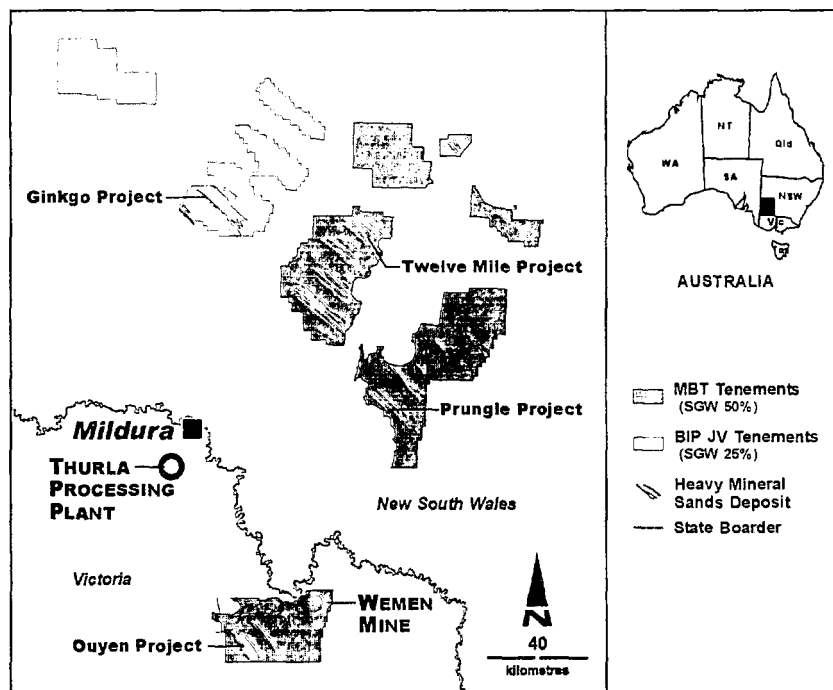 Ginkgo Project
Twelve Mile Project
Prungle Project
Mildura
THURLA
PROCESSING
PLANT
New South Wales
Victoria
WEMEN
MINE
Ouyen Project
N
40
kilometres
WA
NT
SA
Qld
NSW
V
C
AUSTRALIA
MBT Tenements
(SGW 50%)
BIP JV Tenements
(SGW 25%)
Heavy Mineral
Sands Deposit
State Boarder